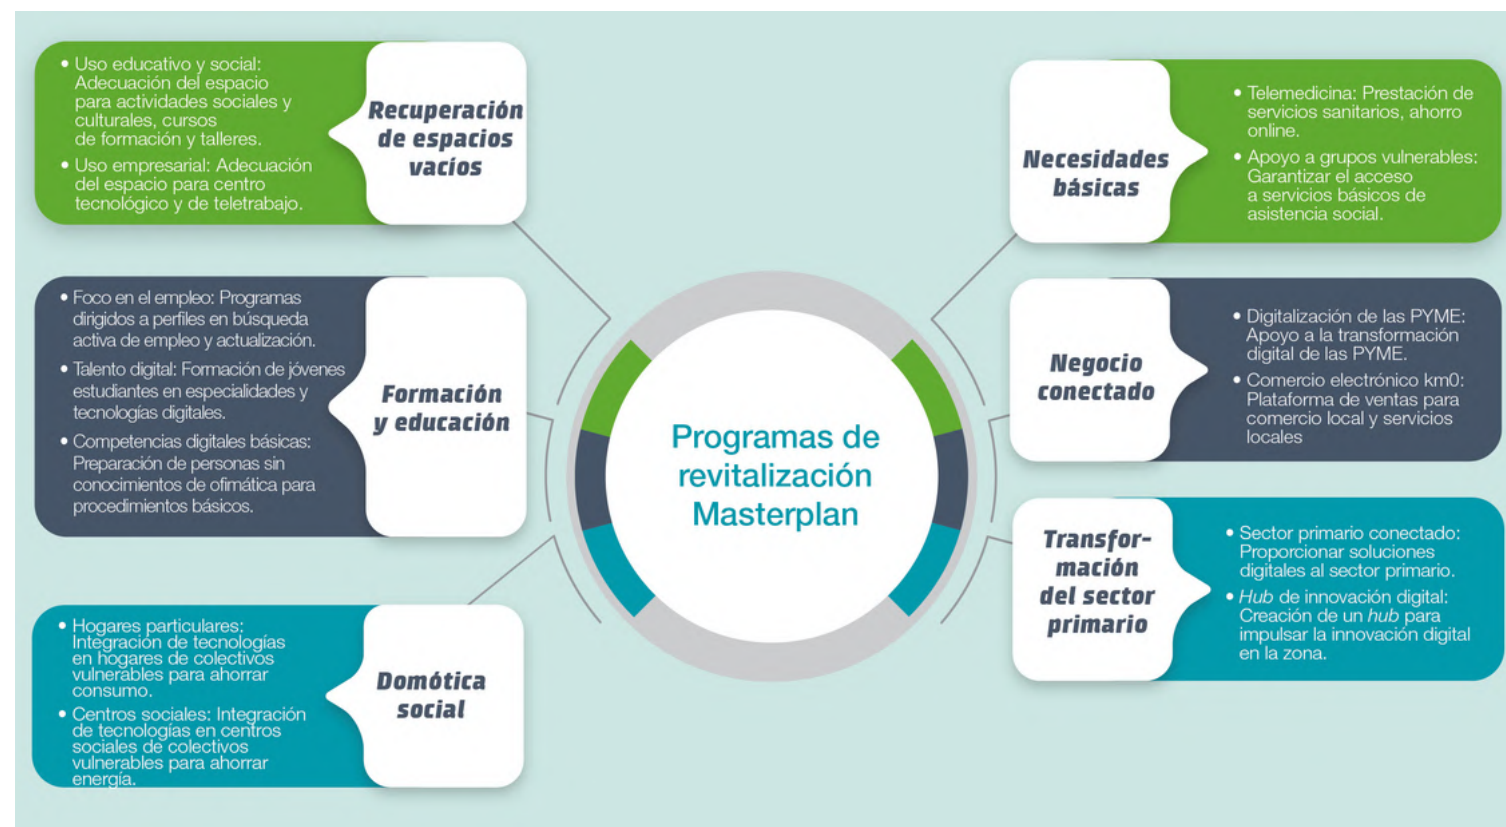 • Uso educativo y social:
Adecuación del espacio
para actividades sociales y
culturales, cursos
de formación y talleres.
• Uso empresarial: Adecuación
del espacio para centro
tecnológico y de teletrabajo.
Recuperación
de espacios
vacíos
• Foco en el empleo: Programas
dirigidos a perfiles en búsqueda
activa de empleo y actualización.
• Talento digital: Formación de jóvenes
estudiantes en especialidades y
tecnologías digitales.
• Competencias digitales básicas:
Preparación de personas sin
conocimientos de ofimática para
procedimientos básicos.
Formación
y educación
• Hogares particulares:
Integración de tecnologías
en hogares de colectivos
vulnerables para ahorrar
consumo.
• Centros sociales: Integración
de tecnologías en centros
sociales de colectivos
vulnerables para ahorrar
energía.
Domótica
social
Programas de
revitalización
Masterplan
Necesidades
básicas
• Telemedicina: Prestación de
servicios sanitarios, ahorro
online.
• Apoyo a grupos vulnerables:
Garantizar el acceso
a servicios básicos de
asistencia social.
Negocio
conectado
• Digitalización de las PYME:
Apoyo a la transformación
digital de las PYME.
• Comercio electrónico km0:
Plataforma de ventas para
comercio local y servicios
locales
Transfor-
mación
del sector
primario
• Sector primario conectado:
Proporcionar soluciones
digitales al sector primario.
• Hub de innovación digital:
Creación de un hub para
impulsar la innovación digital
en la zona.